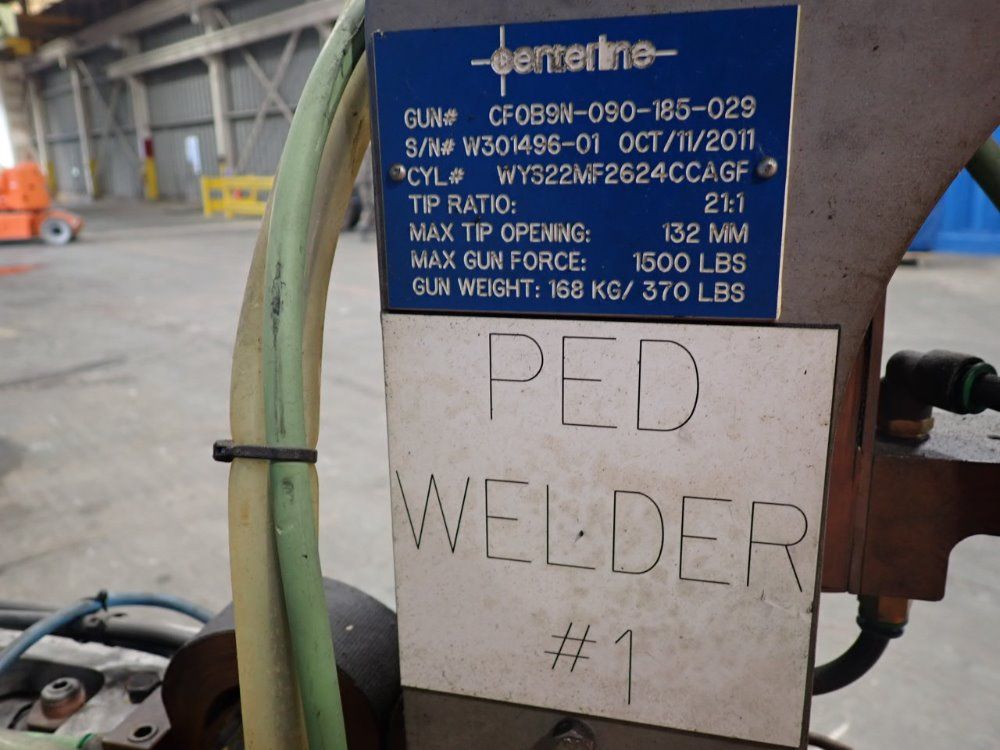 centerline
GUN# CFOB9N-090-185-029
S/N# W301496-01 OCT/11/2011
CYL# WYS22MF2624CCAGF
TIP RATIO: 21:1
MAX TIP OPENING: 132 MM
MAX GUN FORCE: 1500 LBS
GUN WEIGHT: 168 KG/ 370 LBS
PED
WELDER
#1